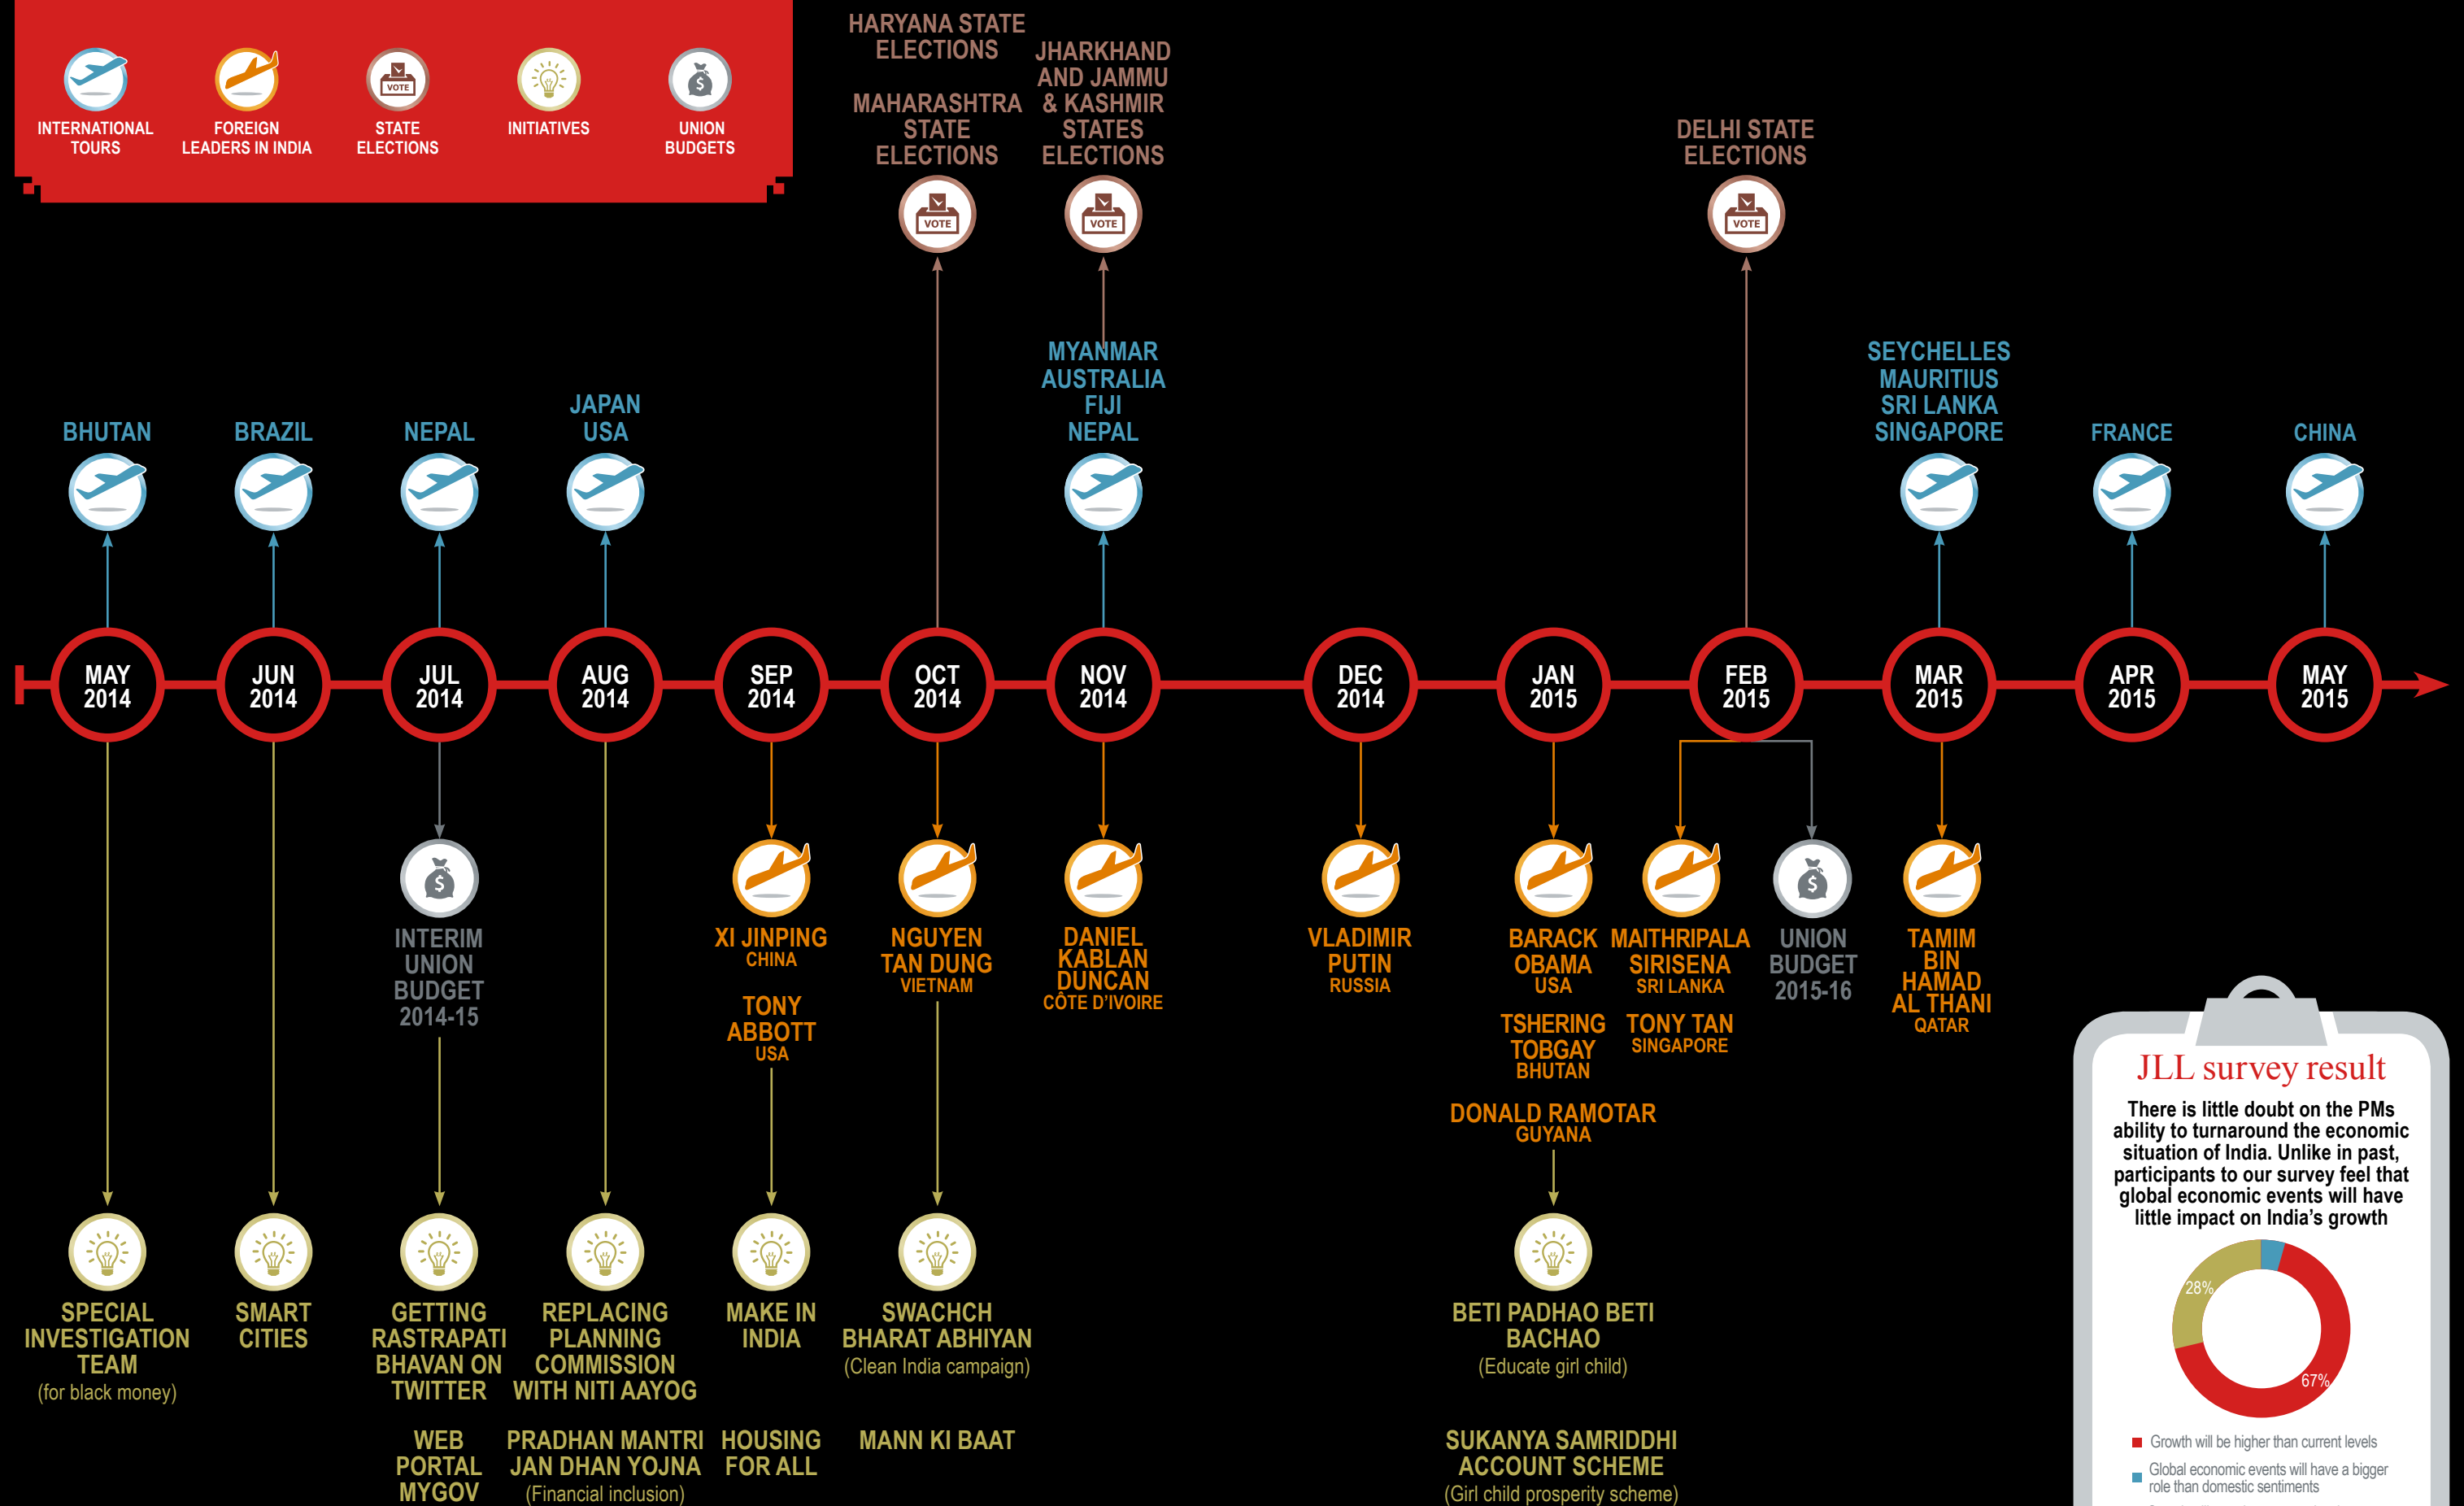 INTERNATIONAL
TOURS
FOREIGN
LEADERS IN INDIA
VOTE
STATE
ELECTIONS
INITIATIVES
$
UNION
BUDGETS
HARYANA STATE
ELECTIONS
MAHARASHTRA
STATE
ELECTIONS
VOTE
JHARKHAND
AND JAMMU
& KASHMIR
STATES
ELECTIONS
VOTE
DELHI STATE
ELECTIONS
VOTE
BHUTAN
BRAZIL
NEPAL
JAPAN
USA
MYANMAR
AUSTRALIA
FIJI
NEPAL
SEYCHELLES
MAURITIUS
SRI LANKA
SINGAPORE
FRANCE
CHINA
MAY
2014
JUN
2014
JUL
2014
AUG
2014
SEP
2014
OCT
2014
NOV
2014
DEC
2014
JAN
2015
FEB
2015
MAR
2015
APR
2015
MAY
2015
$
INTERIM
UNION
BUDGET
2014-15
XI JINPING
CHINA
TONY
ABBOTT
USA
NGUYEN
TAN DUNG
VIETNAM
DANIEL
KABLAN
DUNCAN
CÔTE D'IVOIRE
VLADIMIR
PUTIN
RUSSIA
BARACK
OBAMA
USA
TSHERING
TOBGAY
BHUTAN
DONALD RAMOTAR
GUYANA
MAITHRIPALA
SIRISENA
SRI LANKA
TONY TAN
SINGAPORE
$
UNION
BUDGET
2015-16
TAMIM
BIN
HAMAD
AL THANI
QATAR
SPECIAL
INVESTIGATION
TEAM
(for black money)
SMART
CITIES
GETTING
RASTRAPATI
BHAVAN ON
TWITTER
WEB
PORTAL
MYGOV
REPLACING
PLANNING
COMMISSION
WITH NITI AAYOG
PRADHAN MANTRI
JAN DHAN YOJNA
(Financial inclusion)
MAKE IN
INDIA
HOUSING
FOR ALL
SWACHCH
BHARAT ABHIYAN
(Clean India campaign)
MANN KI BAAT
BETI PADHAO BETI
BACHAO
(Educate girl child)
SUKANYA SAMRIDDHI
ACCOUNT SCHEME
(Girl child prosperity scheme)
JLL survey result
There is little doubt on the PMs
ability to turnaround the economic
situation of India. Unlike in past,
participants to our survey feel that
global economic events will have
little impact on India's growth
28%
67%
Growth will be higher than current levels
Global economic events will have a bigger
role than domestic sentiments